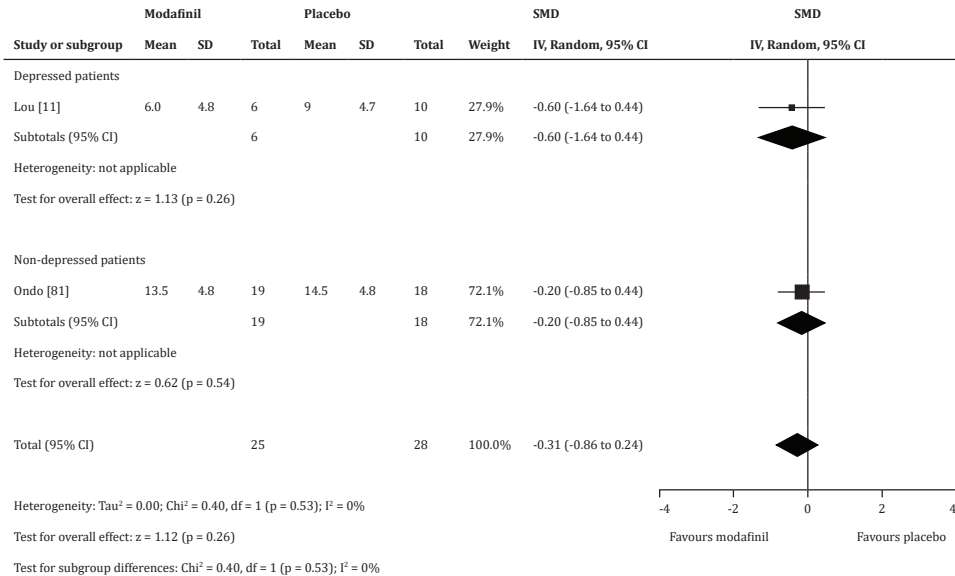 Modafinil Placebo SMD SMD
Study or subgroup Mean SD Total Mean SD Total Weight IV, Random, 95% CI IV, Random, 95% CI
Depressed patients
Lou [11] 6.0 4.8 6 9 4.7 10 27.9% -0.60 (-1.64 to 0.44)
Subtotals (95% CI) 6 10 27.9% -0.60 (-1.64 to 0.44)
Heterogeneity: not applicable
Test for overall effect: z = 1.13 (p = 0.26)
Non-depressed patients
Ondo [81] 13.5 4.8 19 14.5 4.8 18 72.1% -0.20 (-0.85 to 0.44)
Subtotals (95% CI) 19 18 72.1% -0.20 (-0.85 to 0.44)
Heterogeneity: not applicable
Test for overall effect: z = 0.62 (p = 0.54)
Total (95% CI) 25 28 100.0% -0.31 (-0.86 to 0.24)
Heterogeneity: Tau² = 0.00; Chi² = 0.40, df = 1 (p = 0.53); I² = 0%
-4 -2 0 2 4
Test for overall effect: z = 1.12 (p = 0.26) Favours modafinil Favours placebo
Test for subgroup differences: Chi² = 0.40, df = 1 (p = 0.53); I² = 0%